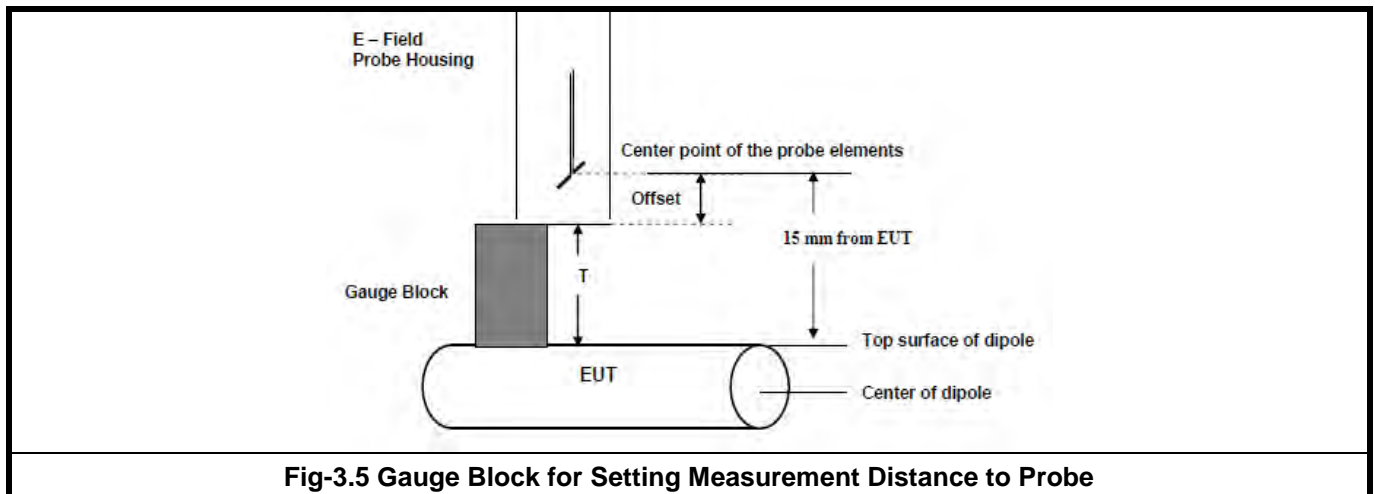 E – Field
Probe Housing
Center point of the probe elements
Offset
15 mm from EUT
T
Gauge Block
Top surface of dipole
EUT
Center of dipole
Fig-3.5 Gauge Block for Setting Measurement Distance to Probe